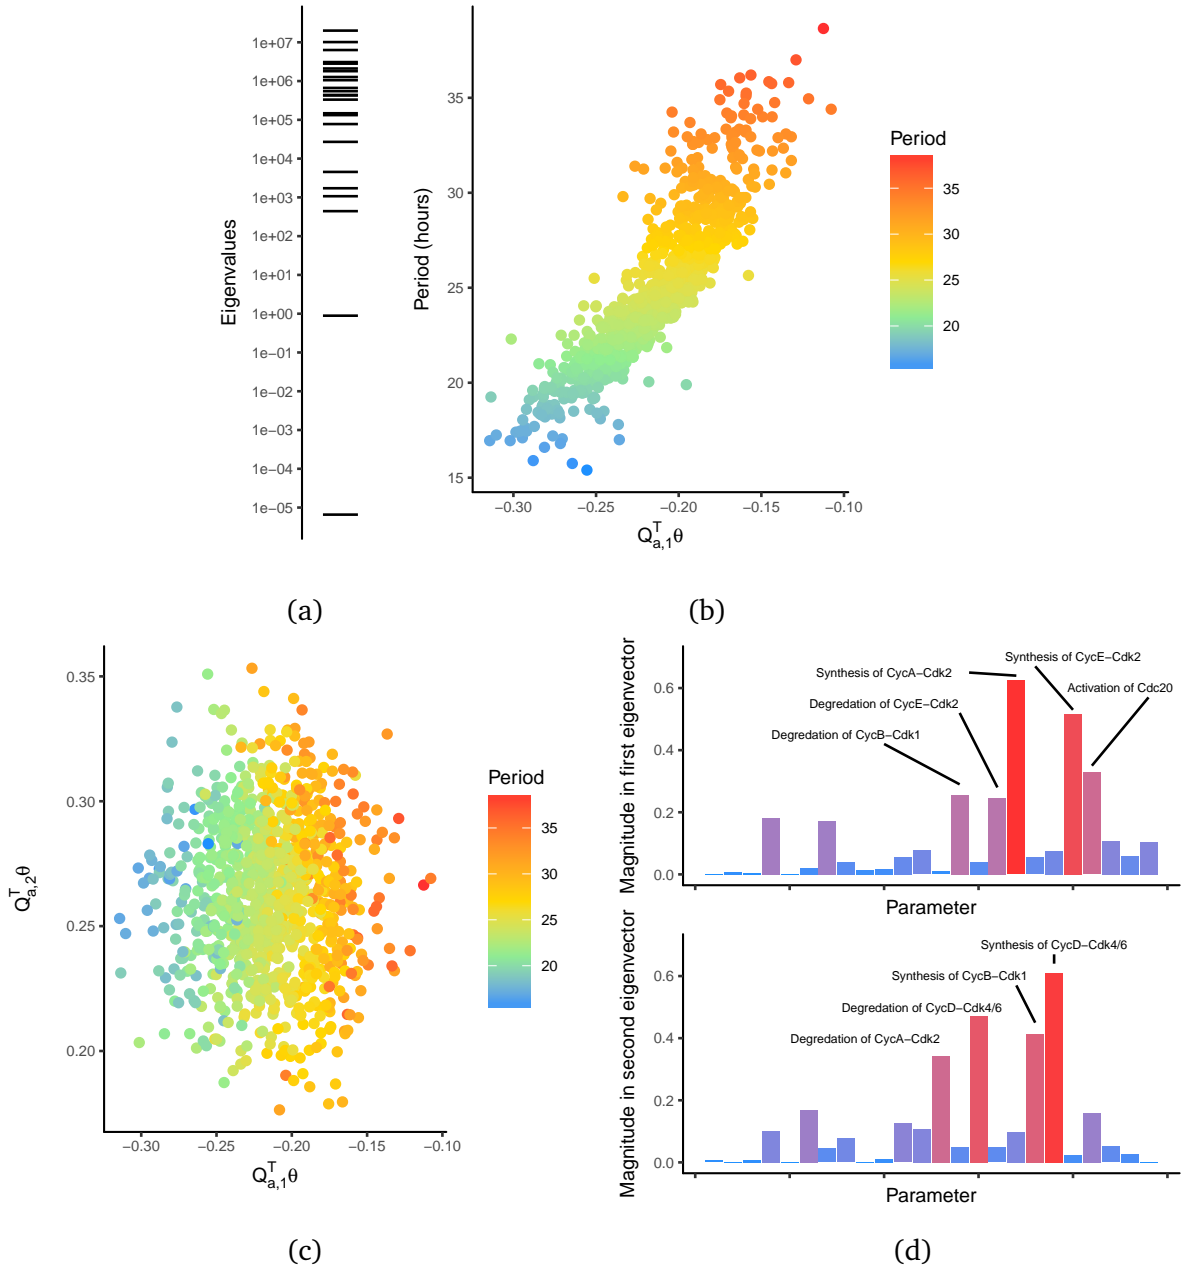 Eigenvalues
1e+07
1e+06
1e+05
1e+04
1e+03
1e+02
1e+01
1e+00
1e−01
1e−02
1e−03
1e−04
1e−05
(a)
Period (hours)
35
30
25
20
15
−0.30 −0.25 −0.20 −0.15 −0.10
Q^T_{a,1}θ
Period
35
30
25
20
(b)
Q^T_{a,2}θ
0.35
0.30
0.25
0.20
−0.30 −0.25 −0.20 −0.15 −0.10
Q^T_{a,1}θ
Period
35
30
25
20
(c)
Magnitude in first eigenvector
0.6
0.4
0.2
0.0
Synthesis of CycE−Cdk2
Synthesis of CycA−Cdk2
Activation of Cdc20
Degredation of CycE−Cdk2
Degredation of CycB−Cdk1
Parameter
Magnitude in second eigenvector
0.6
0.4
0.2
0.0
Synthesis of CycD−Cdk4/6
Synthesis of CycB−Cdk1
Degredation of CycD−Cdk4/6
Degredation of CycA−Cdk2
Parameter
(d)